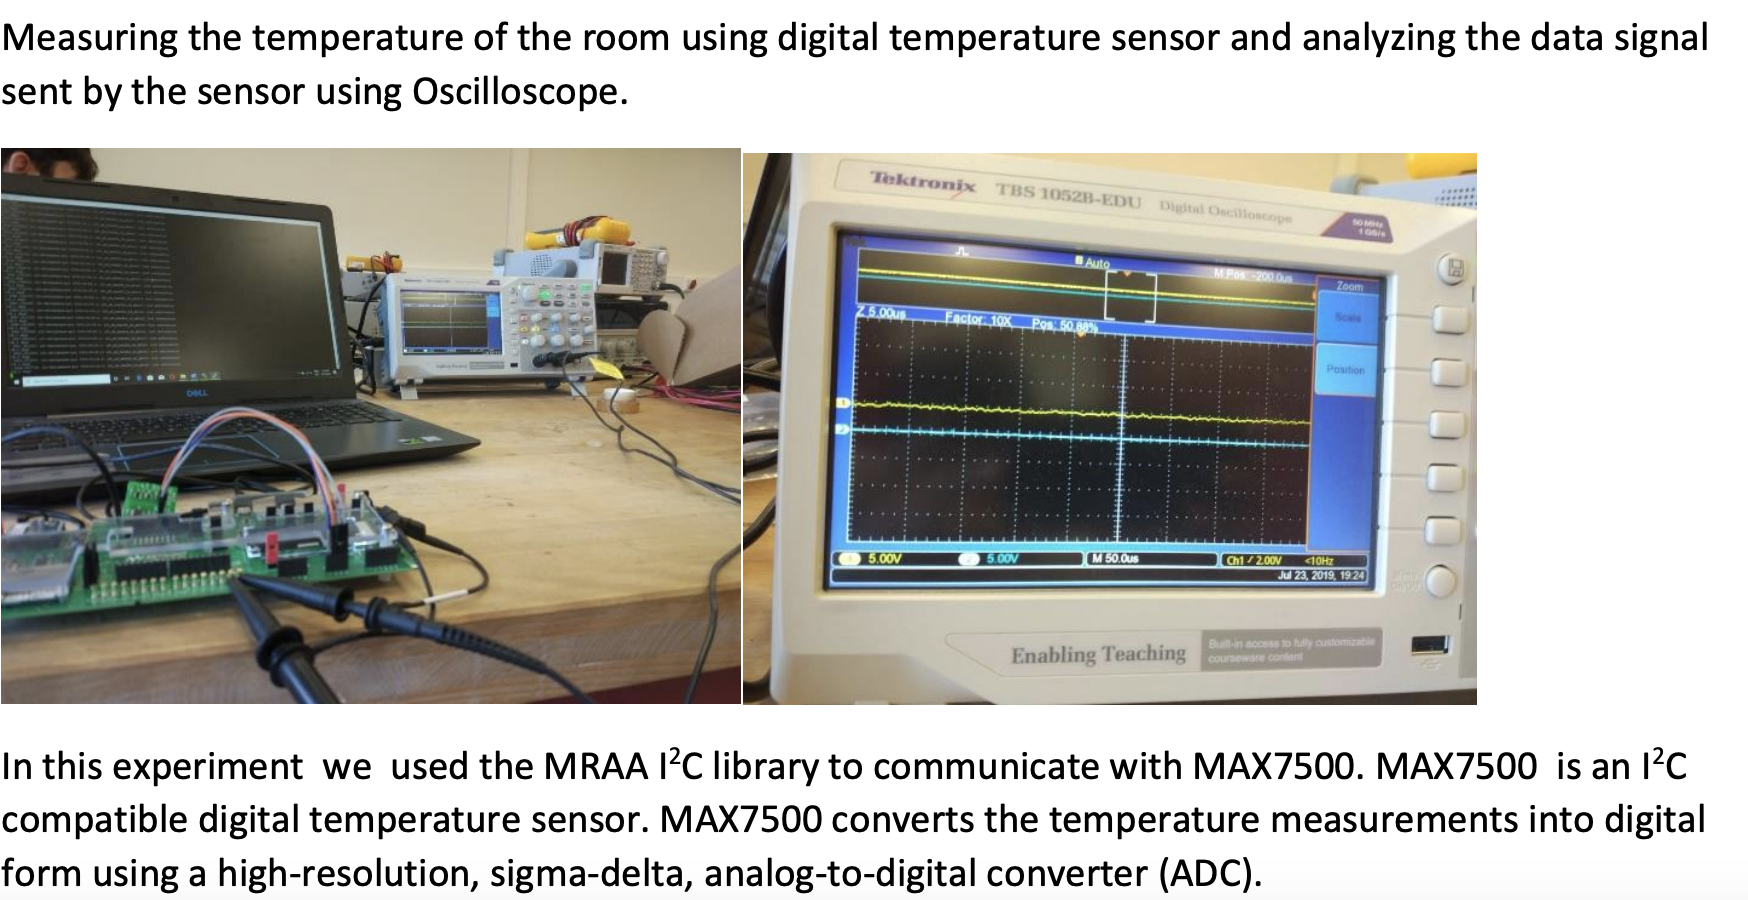 Measuring the temperature of the room using digital temperature sensor and analyzing the data signal
sent by the sensor using Oscilloscope.
DELL
Tektronix TBS 1052B-EDU Digital Oscilloscope
50 MHz
1 GS/s
Auto
M Pos -200.0us
Zoom
Z 5.00us Factor: 10X Pos: 50.88%
Scale
Position
1
2
1 5.00V 2 5.00V M 50.0us Ch1 / 2.00V <10Hz
Jul 23, 2019, 19:24
Enabling Teaching
Built-in access to fully customizable
courseware content
In this experiment we used the MRAA I²C library to communicate with MAX7500. MAX7500 is an I²C
compatible digital temperature sensor. MAX7500 converts the temperature measurements into digital
form using a high-resolution, sigma-delta, analog-to-digital converter (ADC).